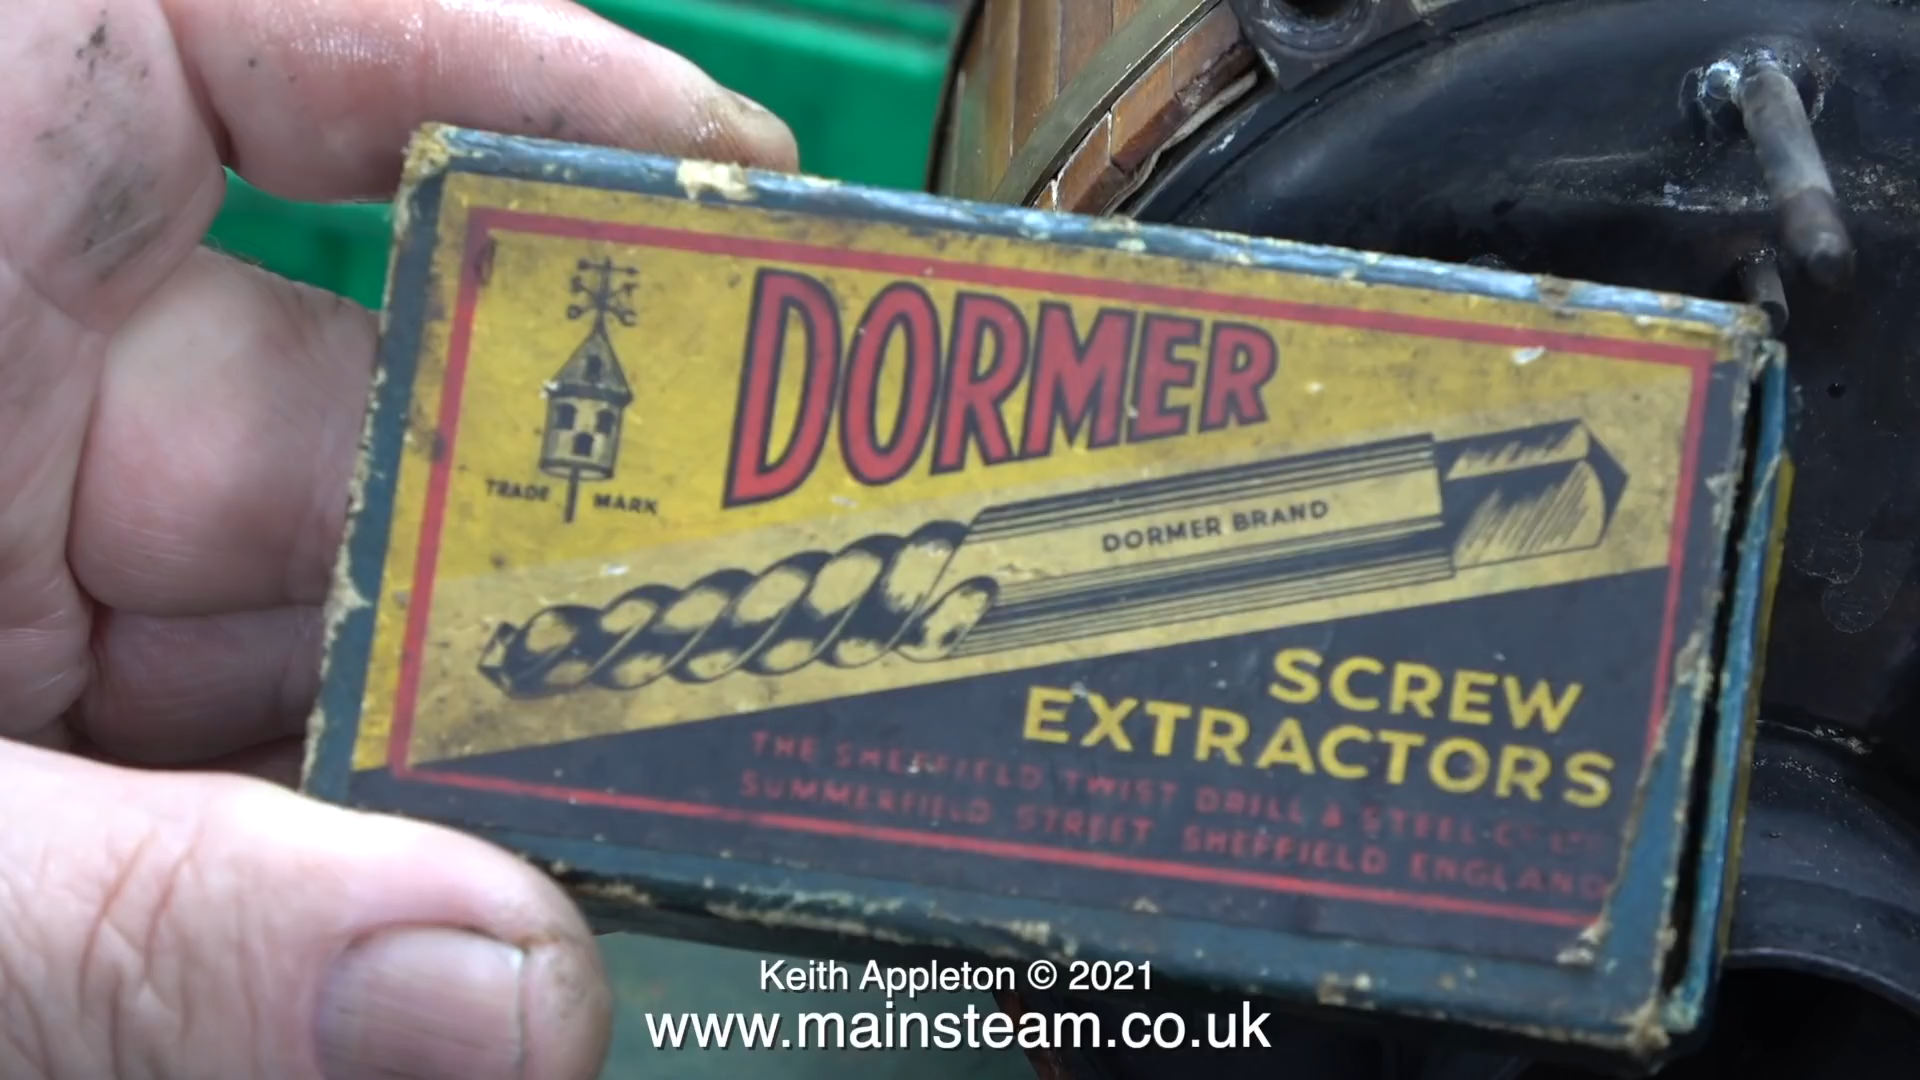 DORMER
TRADE MARK
DORMER BRAND
SCREW
EXTRACTORS
THE SHEFFIELD TWIST DRILL & STEEL CO LTD
SUMMERFIELD STREET SHEFFIELD ENGLAND
Keith Appleton © 2021
www.mainsteam.co.uk